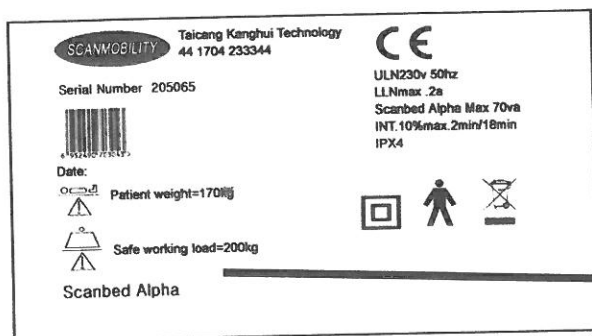 SCANMOBILITY
Taicang Kanghui Technology
44 1704 233344
Serial Number 205065
Date:
Patient weight=170kg
Safe working load=200kg
Scanbed Alpha
CE
ULN230v 50hz
LLNmax .2a
Scanbed Alpha Max 70va
INT.10%max.2min/18min
IPX4